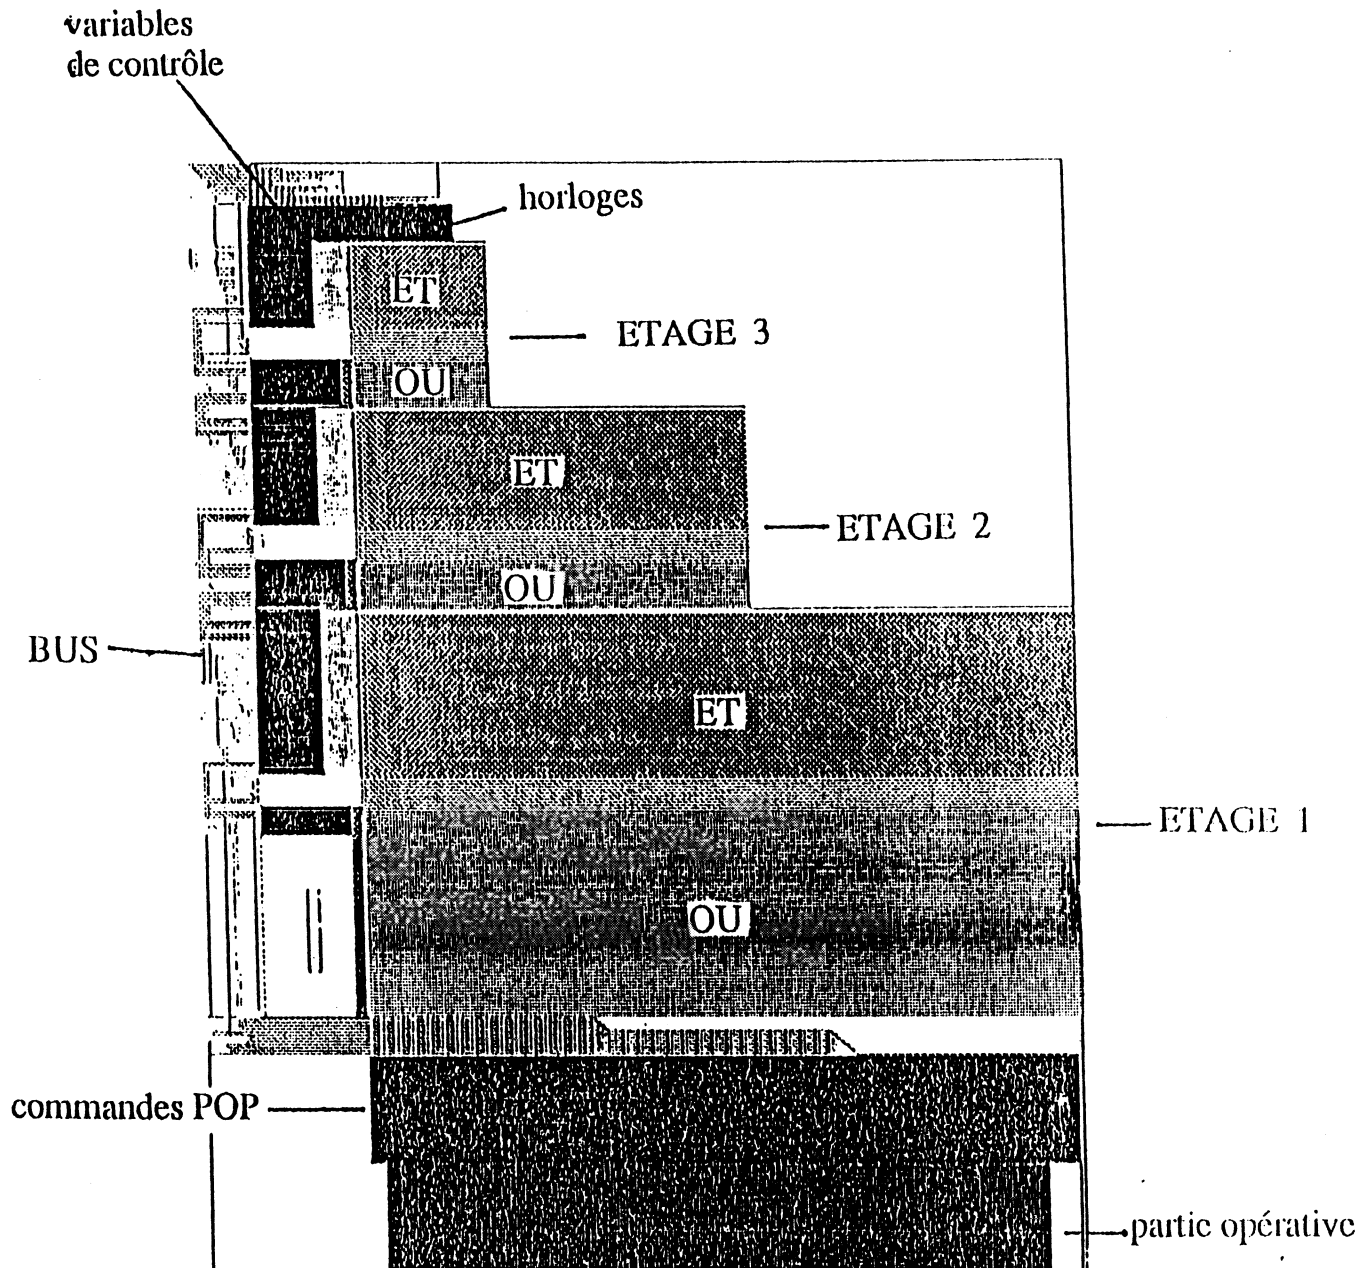 variables
de contrôle
horloges
ET
ETAGE 3
OU
ET
ETAGE 2
OU
BUS
ET
ETAGE 1
OU
commandes POP
partie opérative